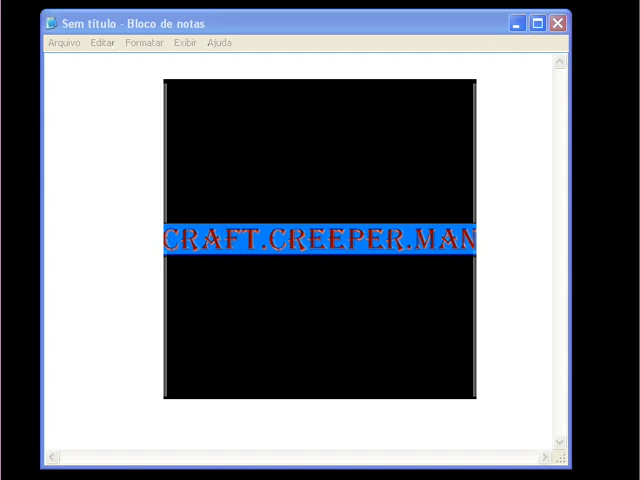 Sem título - Bloco de notas
Arquivo Editar Formatar Exibir Ajuda
CRAFT.CREEPER.MAN